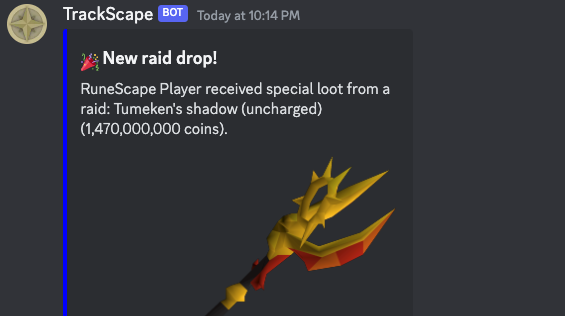 TrackScape BOT Today at 10:14 PM
New raid drop!
RuneScape Player received special loot from a
raid: Tumeken's shadow (uncharged)
(1,470,000,000 coins).